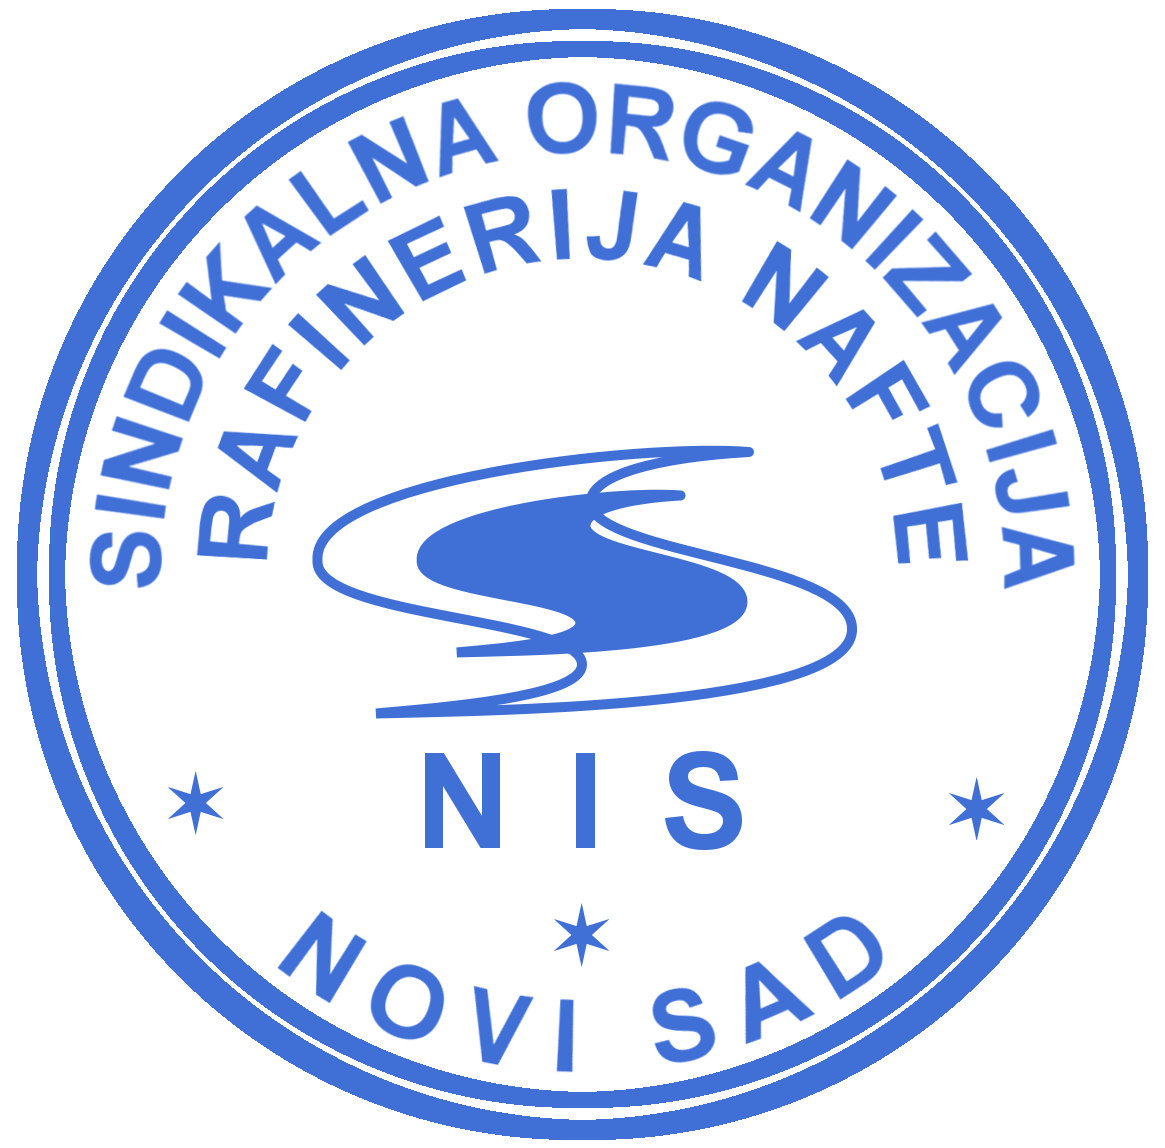 SINDIKALNA ORGANIZACIJA
RAFINERIJA NAFTE
NIS
NOVI SAD